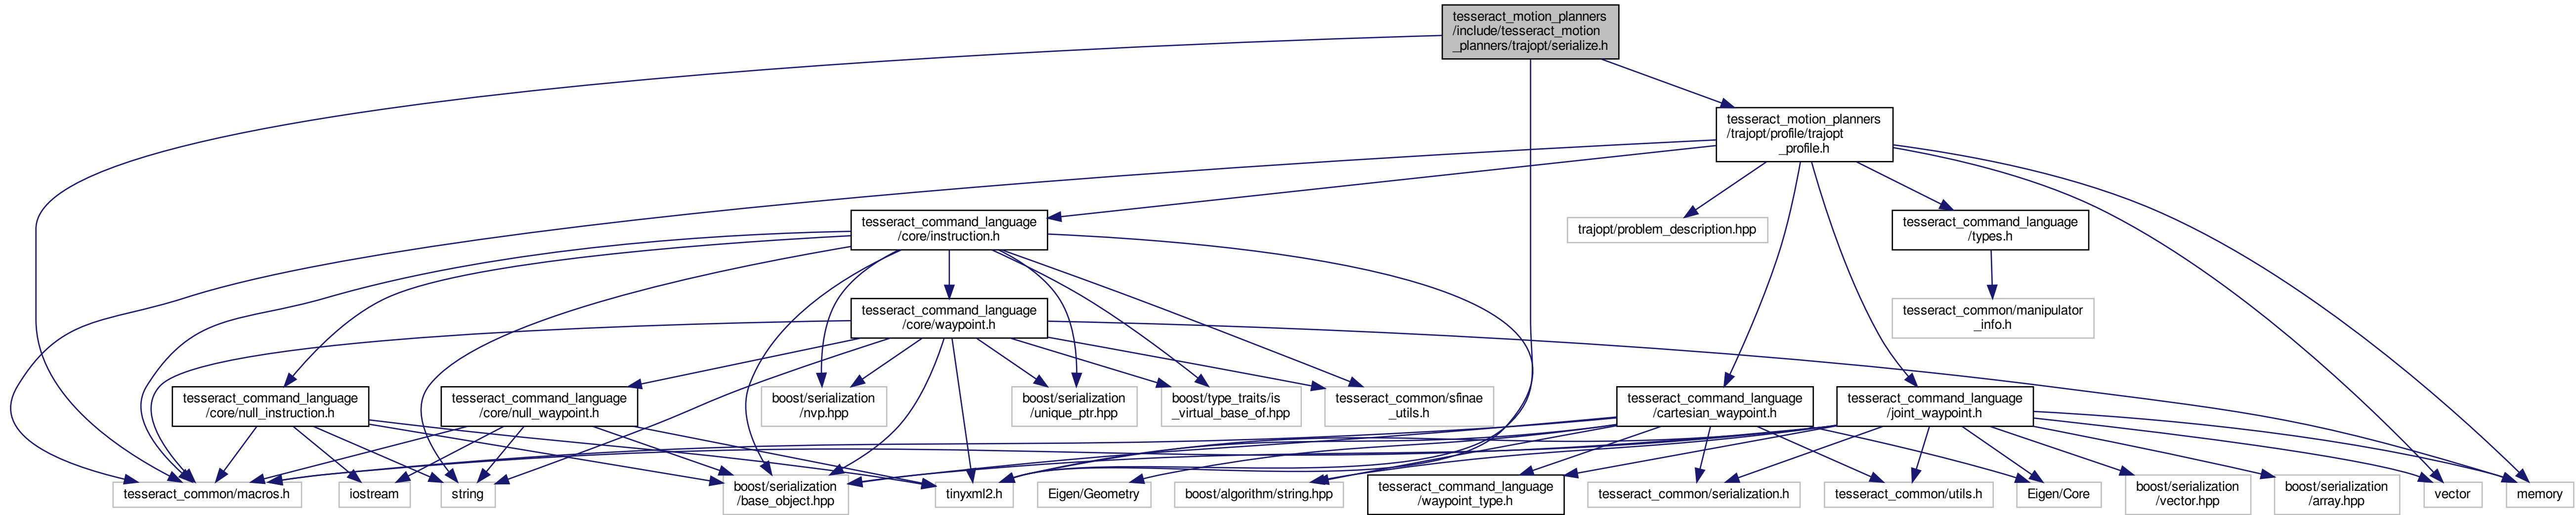 tesseract_motion_planners
/include/tesseract_motion
_planners/trajopt/serialize.h
tesseract_motion_planners
/trajopt/profile/trajopt
_profile.h
tesseract_command_language
/core/instruction.h
trajopt/problem_description.hpp
tesseract_command_language
/types.h
tesseract_command_language
/core/waypoint.h
tesseract_common/manipulator
_info.h
tesseract_command_language
/core/null_instruction.h
tesseract_command_language
/core/null_waypoint.h
boost/serialization
/nvp.hpp
boost/serialization
/unique_ptr.hpp
boost/type_traits/is
_virtual_base_of.hpp
tesseract_common/sfinae
_utils.h
tesseract_command_language
/cartesian_waypoint.h
tesseract_command_language
/joint_waypoint.h
tesseract_common/macros.h
iostream
string
boost/serialization
/base_object.hpp
tinyxml2.h
Eigen/Geometry
boost/algorithm/string.hpp
tesseract_command_language
/waypoint_type.h
tesseract_common/serialization.h
tesseract_common/utils.h
Eigen/Core
boost/serialization
/vector.hpp
boost/serialization
/array.hpp
vector
memory